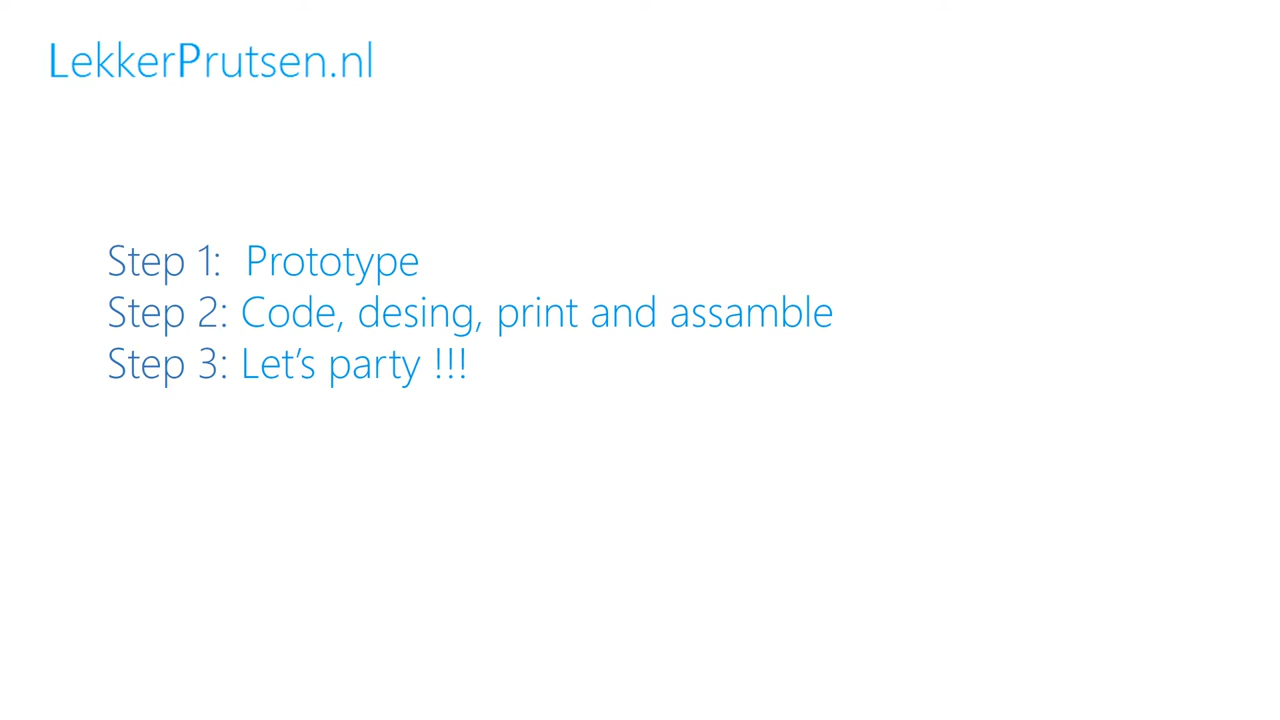 LekkerPrutsen.nl
Step 1: Prototype
Step 2: Code, desing, print and assamble
Step 3: Let’s party !!!